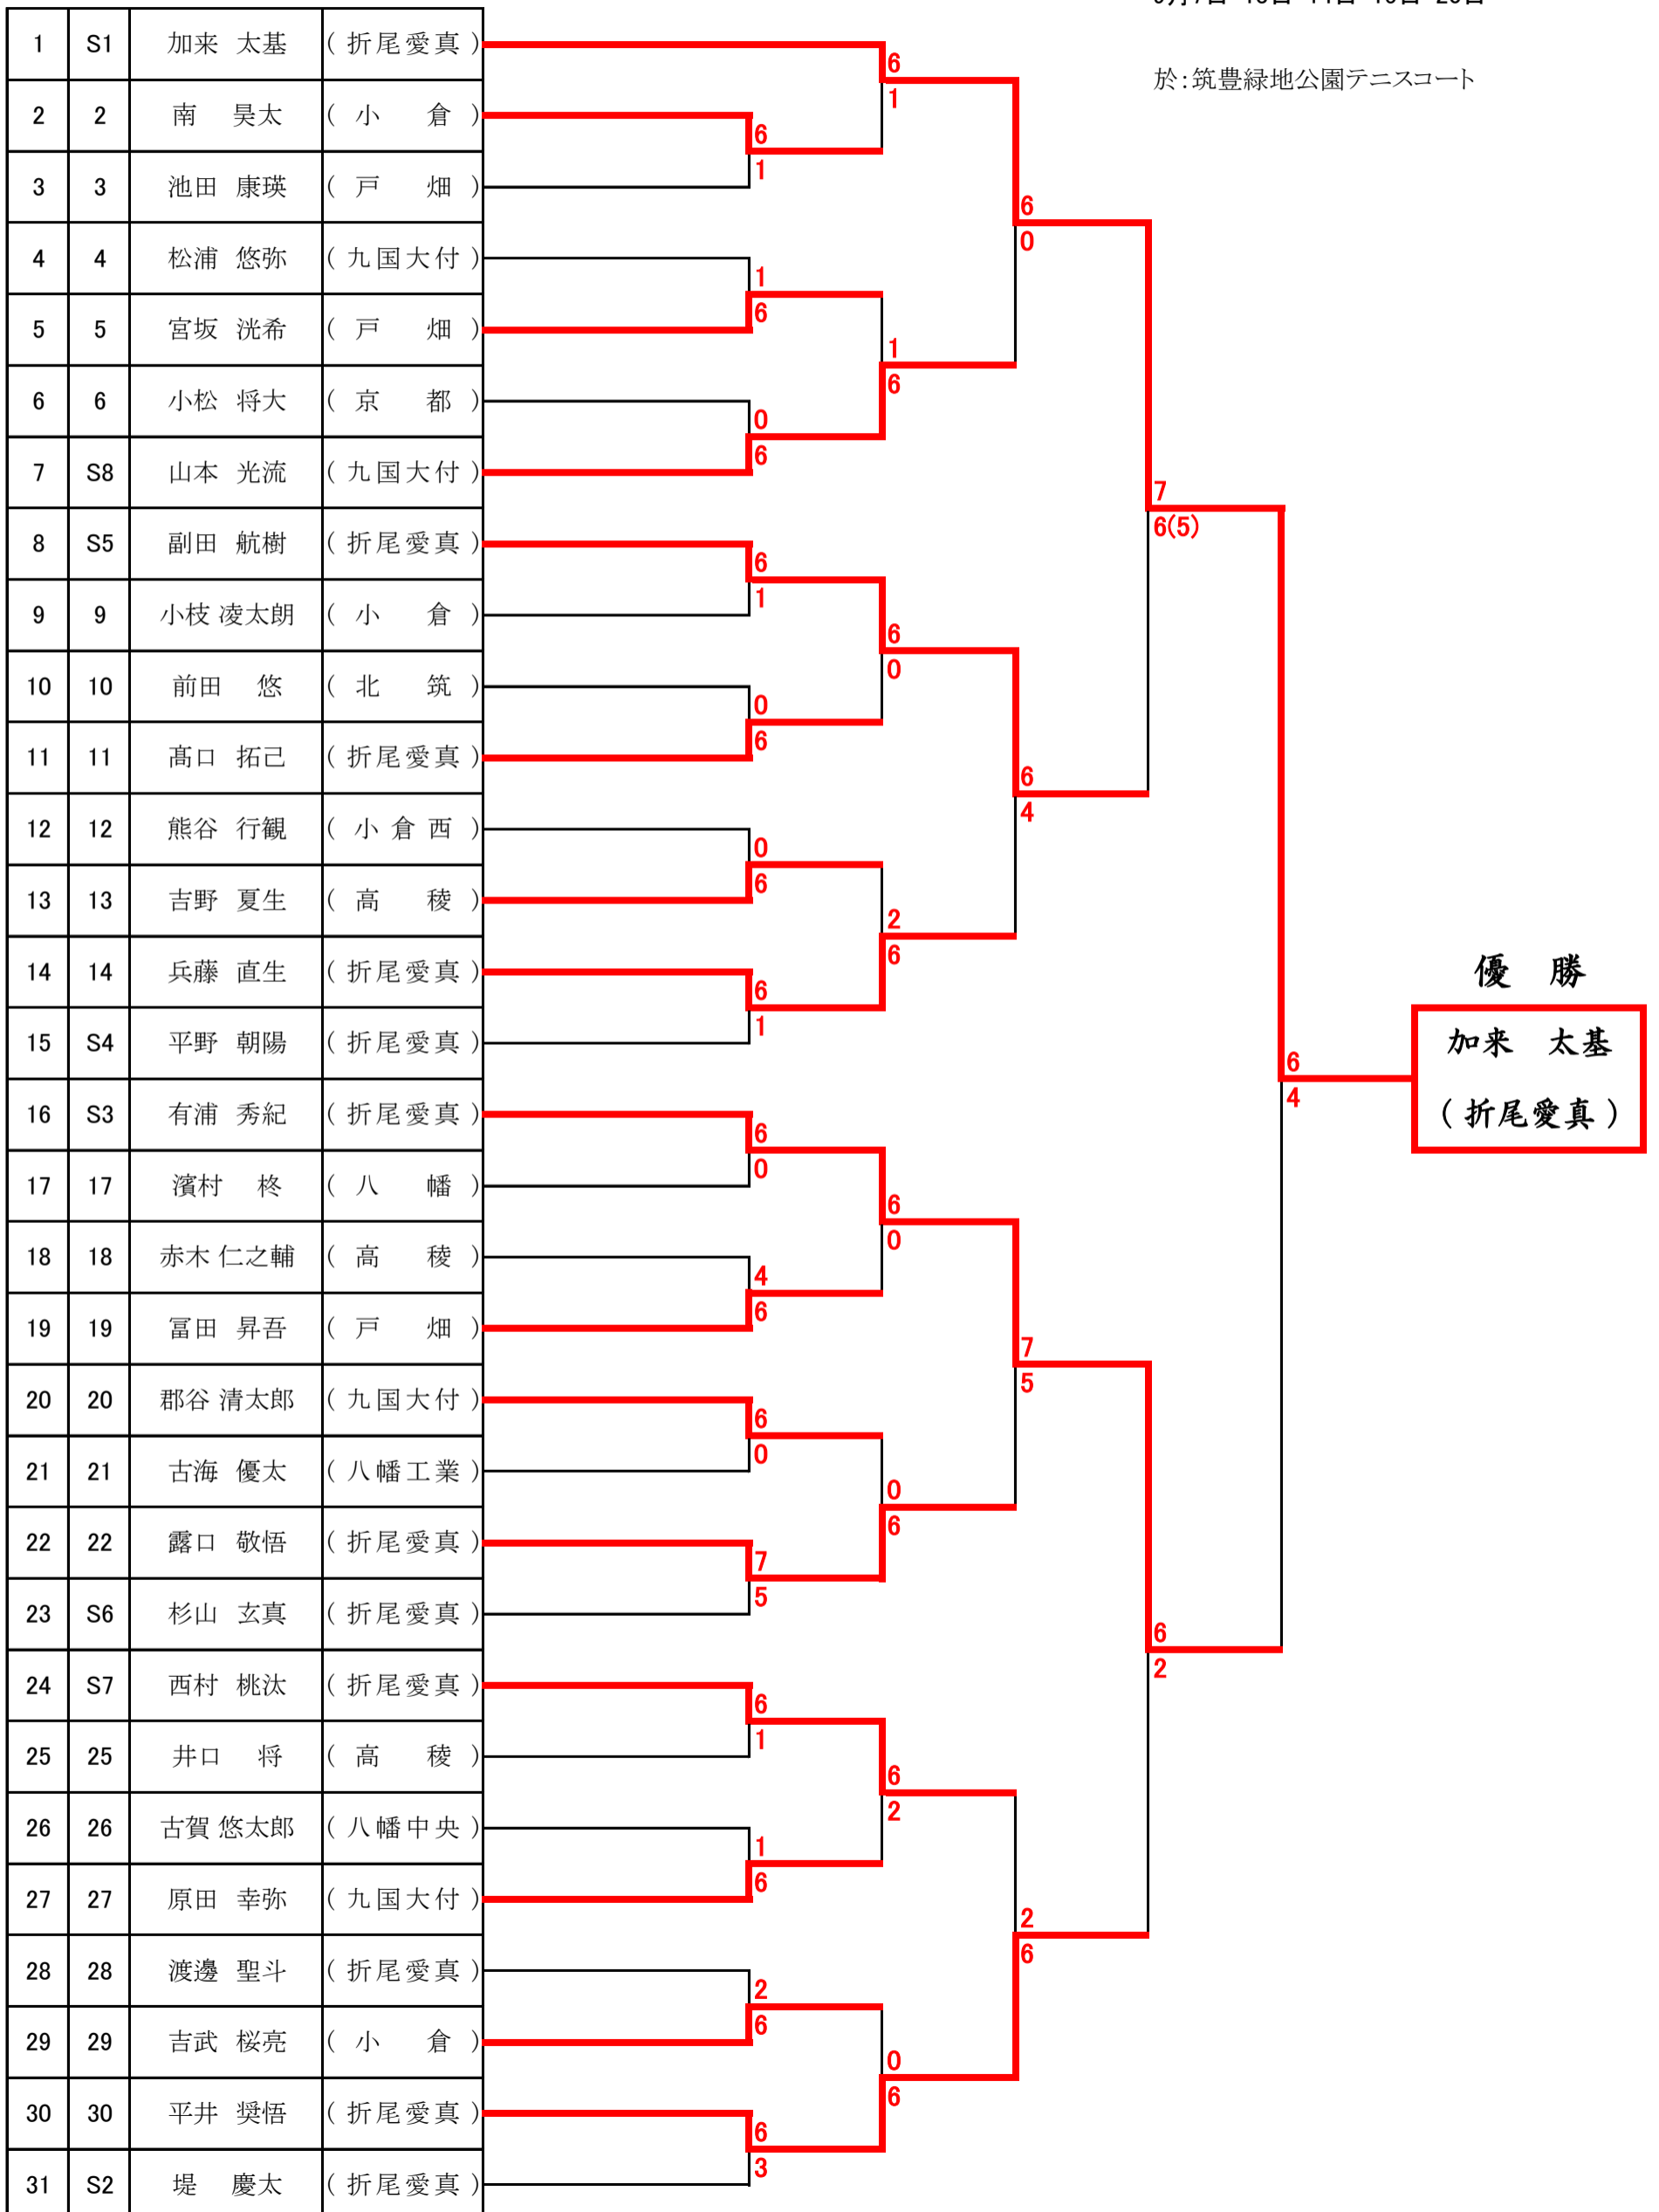 於:筑豊緑地公園テニスコート
1 S1 加来 太基 (折尾愛真)
2 2 南 昊太 (小 倉)
3 3 池田 康瑛 (戸 畑)
4 4 松浦 悠弥 (九国大付)
5 5 宮坂 洸希 (戸 畑)
6 6 小松 将大 (京 都)
7 S8 山本 光流 (九国大付)
8 S5 副田 航樹 (折尾愛真)
9 9 小枝 凌太朗 (小 倉)
10 10 前田 悠 (北 筑)
11 11 髙口 拓己 (折尾愛真)
12 12 熊谷 行観 (小倉西)
13 13 吉野 夏生 (高 稜)
14 14 兵藤 直生 (折尾愛真)
15 S4 平野 朝陽 (折尾愛真)
16 S3 有浦 秀紀 (折尾愛真)
17 17 濱村 柊 (八 幡)
18 18 赤木 仁之輔 (高 稜)
19 19 冨田 昇吾 (戸 畑)
20 20 郡谷 清太郎 (九国大付)
21 21 古海 優太 (八幡工業)
22 22 露口 敬悟 (折尾愛真)
23 S6 杉山 玄真 (折尾愛真)
24 S7 西村 桃汰 (折尾愛真)
25 25 井口 将 (高 稜)
26 26 古賀 悠太郎 (八幡中央)
27 27 原田 幸弥 (九国大付)
28 28 渡邊 聖斗 (折尾愛真)
29 29 吉武 桜亮 (小 倉)
30 30 平井 奨悟 (折尾愛真)
31 S2 堤 慶太 (折尾愛真)
6
1
1
6
0
6
6
1
0
6
0
6
6
1
6
0
4
6
6
0
7
5
6
1
1
6
2
6
6
3
6
1
1
6
6
0
2
6
6
0
0
6
6
2
0
6
6
0
6
4
7
5
2
6
7
6(5)
6
2
6
4
優 勝
加来 太基
(折尾愛真)